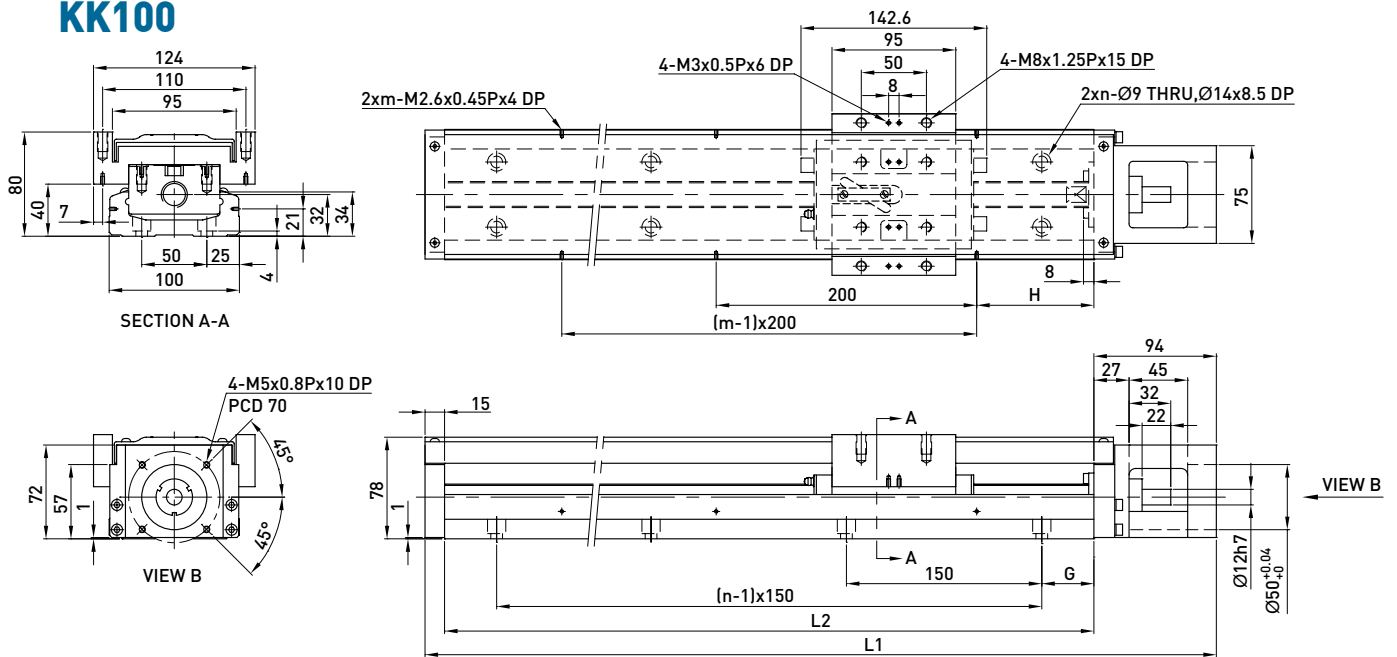 KK100
124
110
95
80
40
7
21
32
34
50
25
4
100
SECTION A-A
142.6
95
50
8
4-M3x0.5Px6 DP
4-M8x1.25Px15 DP
2xm-M2.6x0.45Px4 DP
2xn-Ø9 THRU,Ø14x8.5 DP
75
8
200
H
(m-1)x200
4-M5x0.8Px10 DP
PCD 70
45°
45°
72
57
1
VIEW B
15
78
1
A
A
150
G
(n-1)x150
L2
L1
94
27
45
32
22
VIEW B
Ø12h7
Ø50+0.04
+0